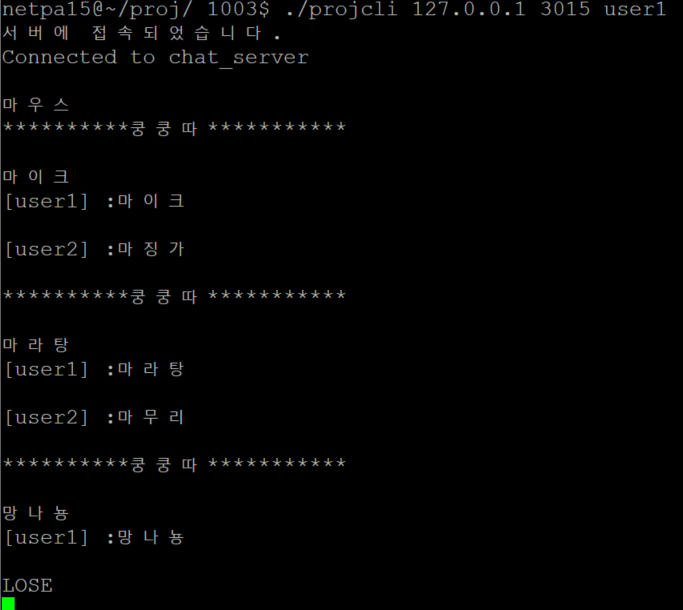 netpa15@~/proj/ 1003$ ./projcli 127.0.0.1 3015 user1
서버에 접속되었습니다.
Connected to chat_server
마우스
**********쿵쿵따***********
마이크
[user1] :마이크
[user2] :마징가
**********쿵쿵따***********
마라탕
[user1] :마라탕
[user2] :마무리
**********쿵쿵따***********
망나뇽
[user1] :망나뇽
LOSE